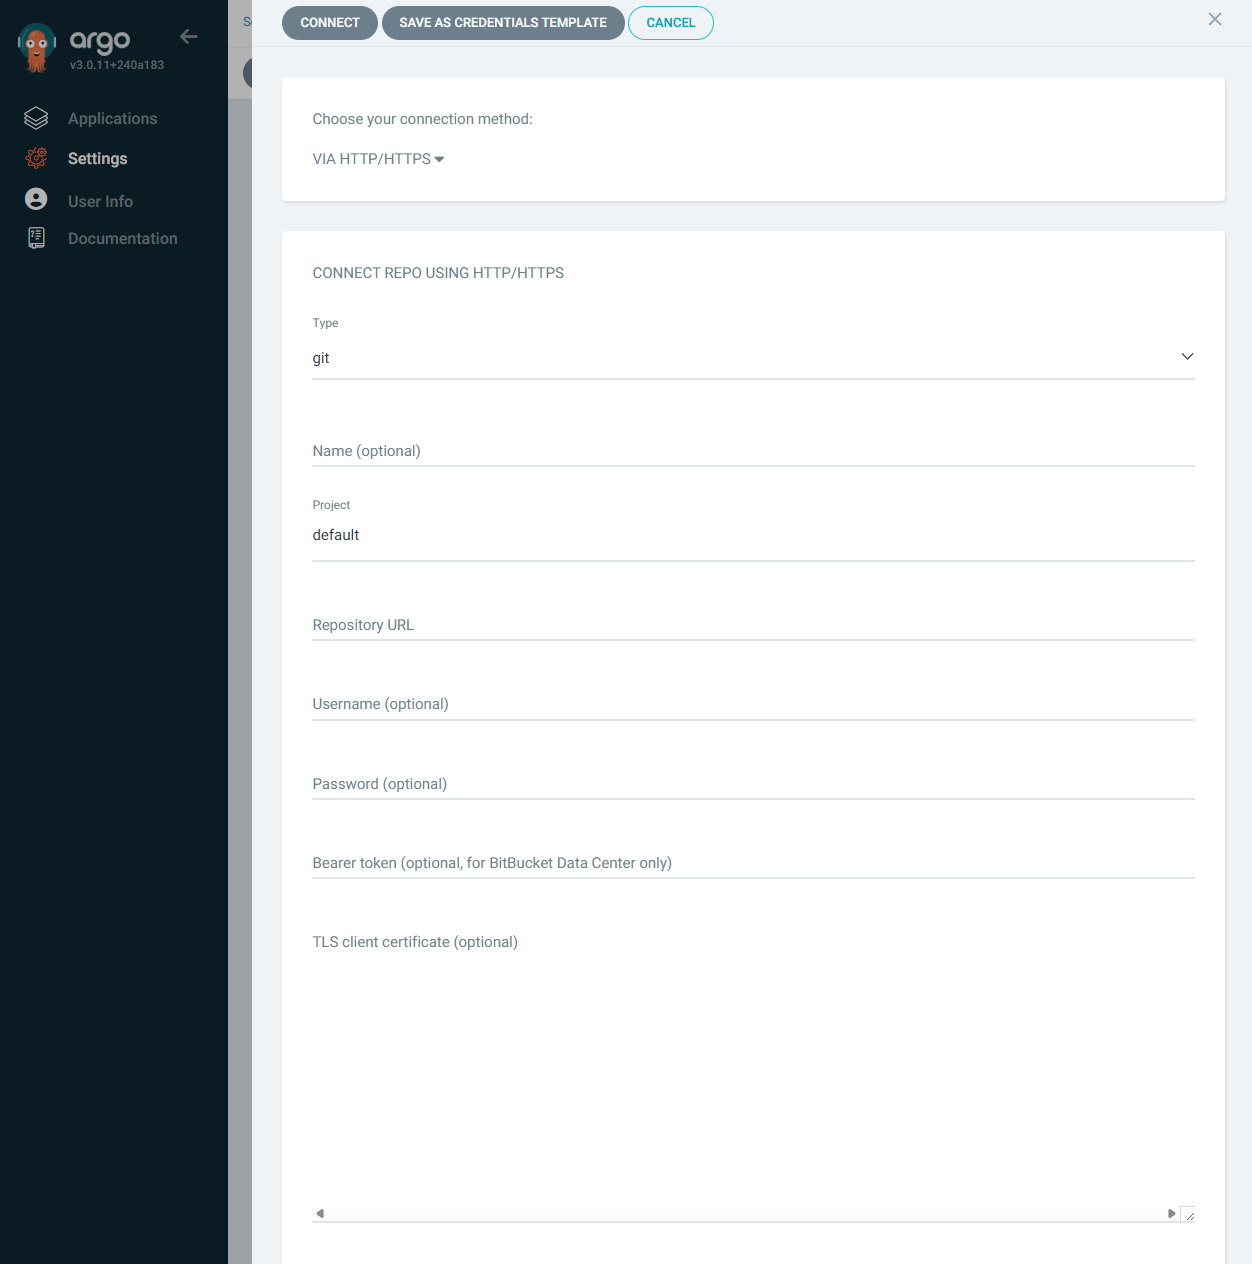 argo
v3.0.11+240a183
Applications
Settings
User Info
Documentation
CONNECT
SAVE AS CREDENTIALS TEMPLATE
CANCEL
Choose your connection method:
VIA HTTP/HTTPS
CONNECT REPO USING HTTP/HTTPS
Type
git
Name (optional)
Project
default
Repository URL
Username (optional)
Password (optional)
Bearer token (optional, for BitBucket Data Center only)
TLS client certificate (optional)